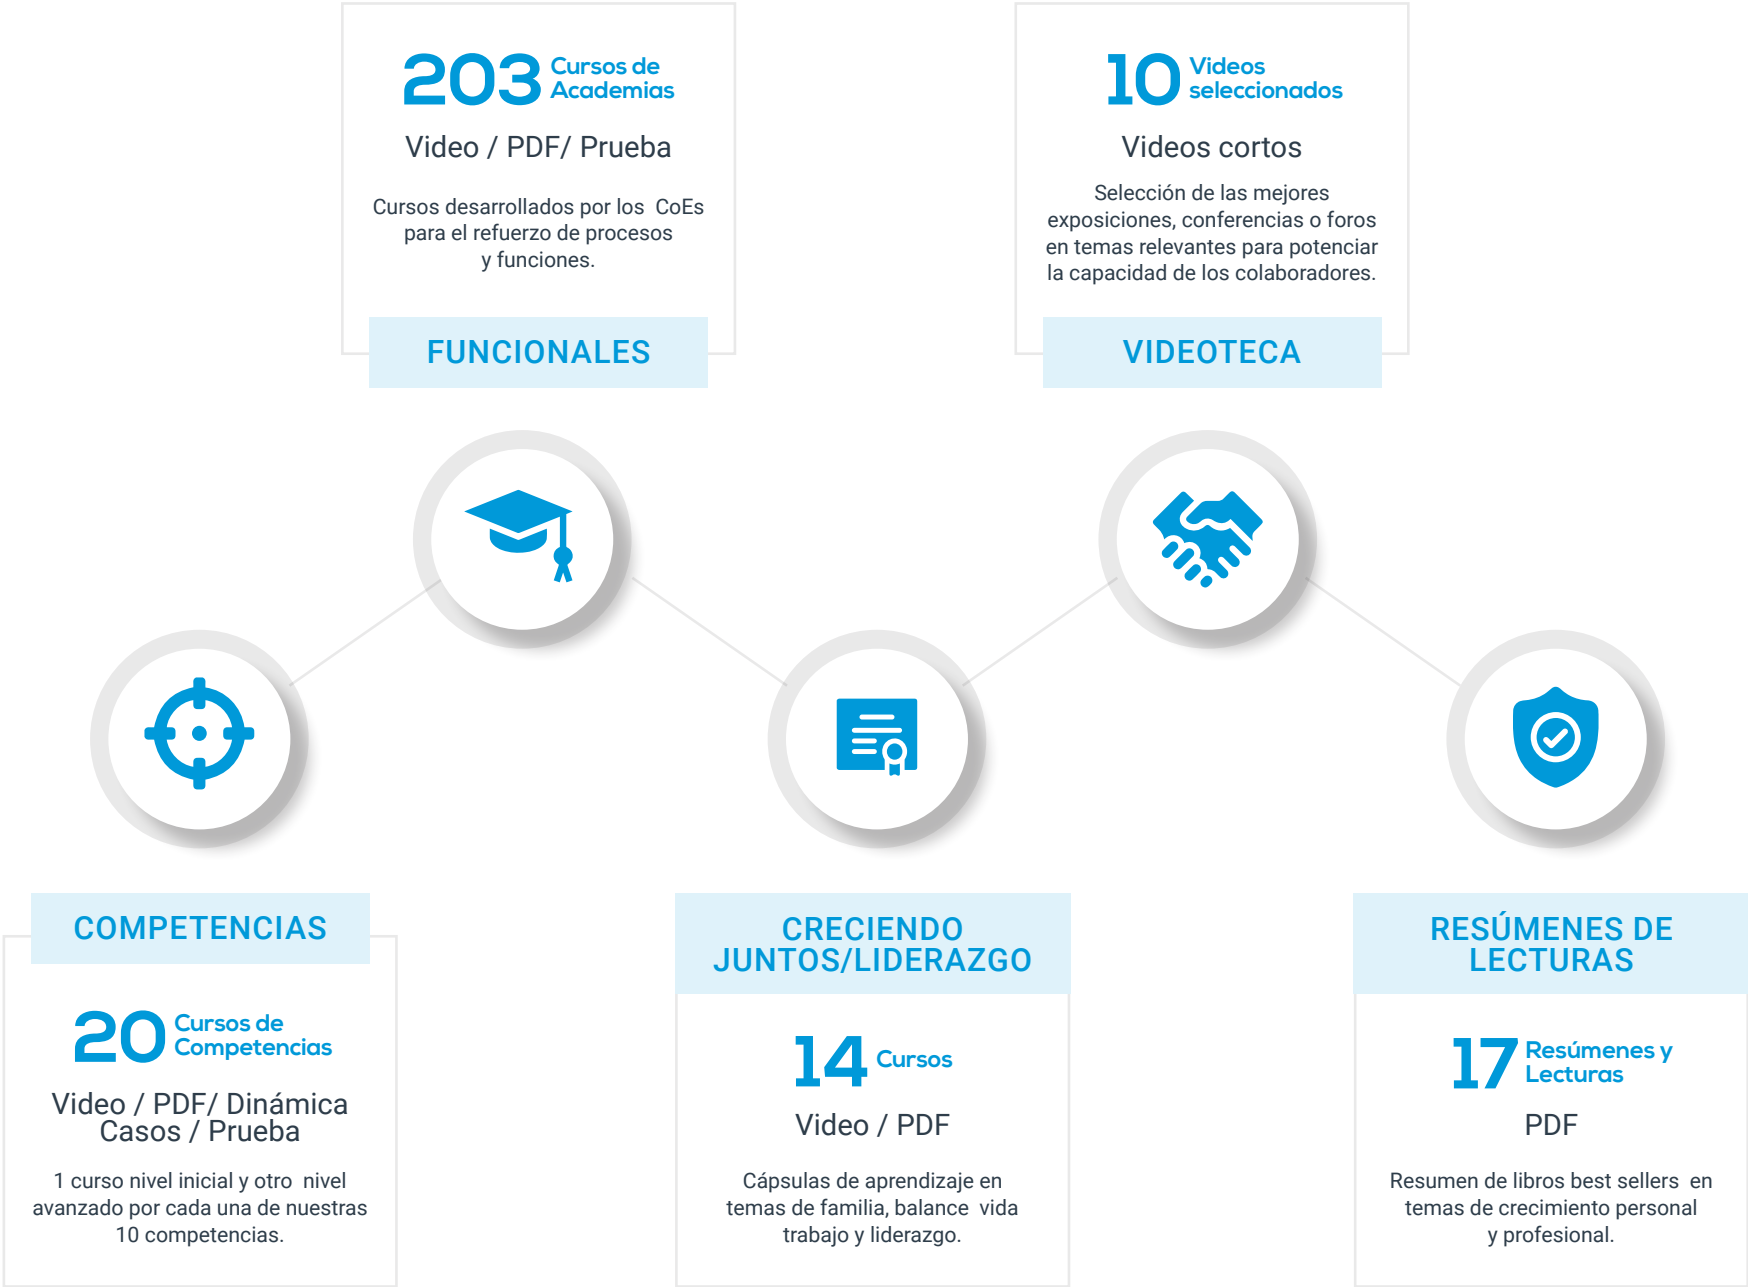 203 Cursos de
Academias
Video / PDF/ Prueba
Cursos desarrollados por los CoEs
para el refuerzo de procesos
y funciones.
FUNCIONALES
10 Videos
seleccionados
Videos cortos
Selección de las mejores
exposiciones, conferencias o foros
en temas relevantes para potenciar
la capacidad de los colaboradores.
VIDEOTECA
COMPETENCIAS
20 Cursos de
Competencias
Video / PDF/ Dinámica
Casos / Prueba
1 curso nivel inicial y otro nivel
avanzado por cada una de nuestras
10 competencias.
CRECIENDO
JUNTOS/LIDERAZGO
14 Cursos
Video / PDF
Cápsulas de aprendizaje en
temas de familia, balance vida
trabajo y liderazgo.
RESÚMENES DE
LECTURAS
17 Resúmenes y
Lecturas
PDF
Resumen de libros best sellers en
temas de crecimiento personal
y profesional.